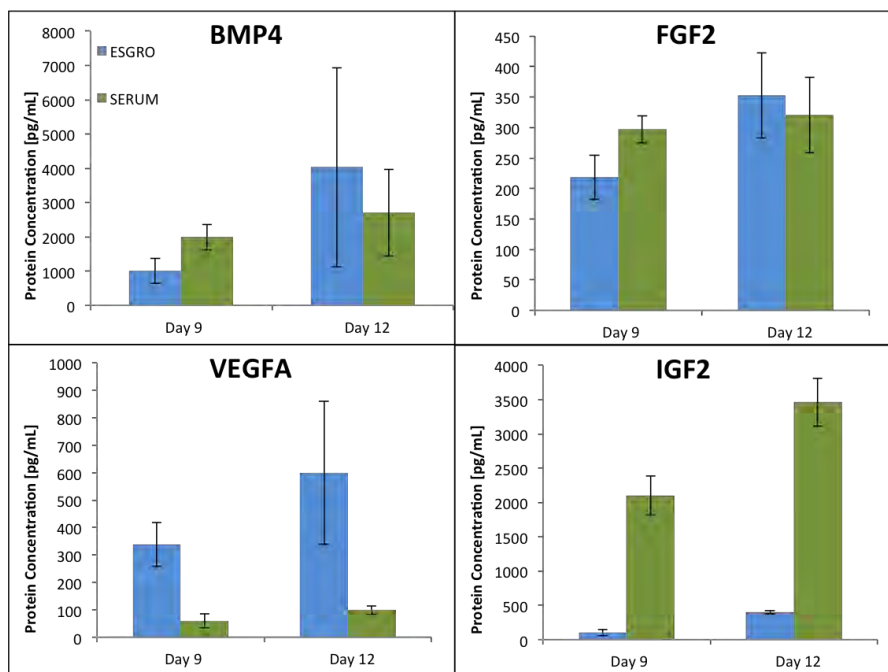 BMP4
Protein Concentration [pg/mL]
8000
7000
6000
5000
4000
3000
2000
1000
0
ESGRO
SERUM
Day 9
Day 12
FGF2
Protein Concentration [pg/mL]
450
400
350
300
250
200
150
100
50
0
Day 9
Day 12
VEGFA
Protein Concentration [pg/mL]
1000
900
800
700
600
500
400
300
200
100
0
Day 9
Day 12
IGF2
Protein Concentration [pg/mL]
4000
3500
3000
2500
2000
1500
1000
500
0
Day 9
Day 12